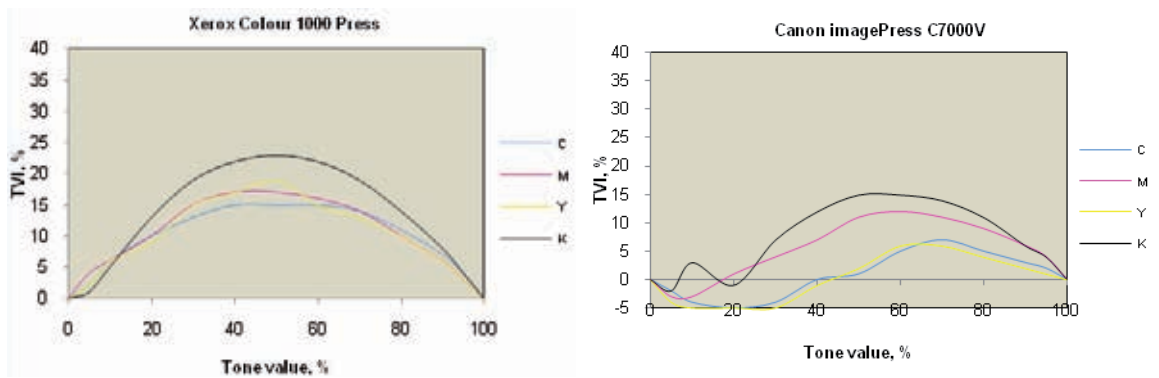 Xerox Colour 1000 Press
40
35
30
25
20
15
10
5
0
TVI, %
0 20 40 60 80 100
Tone value, %
C
M
Y
K
Canon imagePress C7000V
40
35
30
25
20
15
10
5
0
-5
TVI, %
0 20 40 60 80 100
Tone value, %
C
M
Y
K